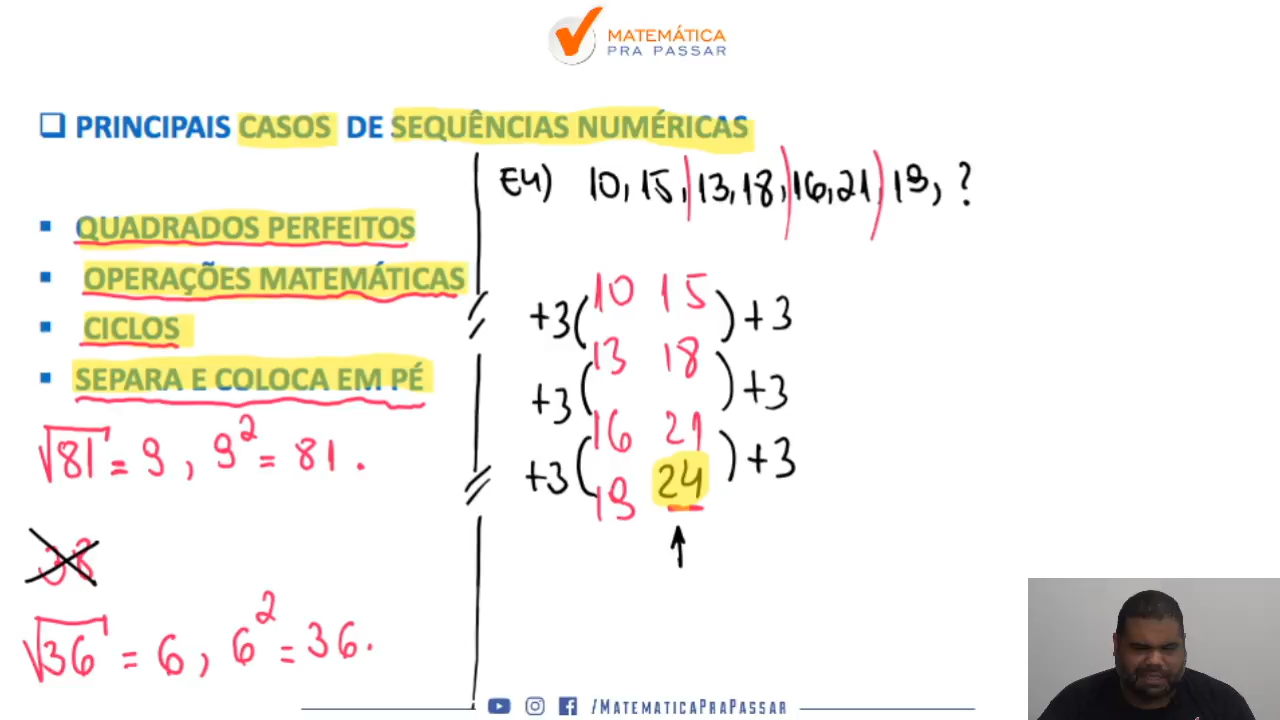 MATEMÁTICA
PRA PASSAR
❑ PRINCIPAIS CASOS DE SEQUÊNCIAS NUMÉRICAS
▪ QUADRADOS PERFEITOS
▪ OPERAÇÕES MATEMÁTICAS
▪ CICLOS
▪ SEPARA E COLOCA EM PÉ
√81 = 9, 9² = 81.
38
√36 = 6, 6² = 36.
E4) 10, 15, | 13, 18, | 16, 21, | 19, ?
10 15
+3 ( ) +3
13 18
+3 ( ) +3
16 21
+3 ( ) +3
19 24
/MATEMATICAPRAPASSAR